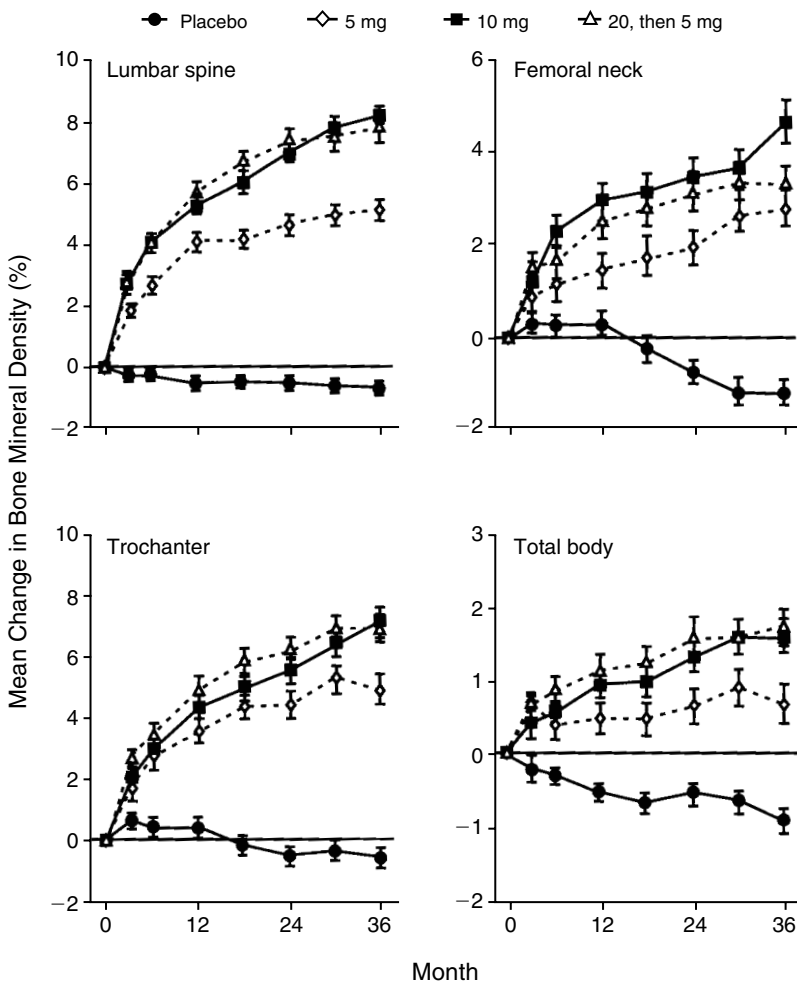 Placebo 5 mg 10 mg 20, then 5 mg
Mean Change in Bone Mineral Density (%)
Lumbar spine
10
8
6
4
2
0
−2
Femoral neck
6
4
2
0
−2
Trochanter
10
8
6
4
2
0
−2
0 12 24 36
Total body
3
2
1
0
−1
−2
0 12 24 36
Month